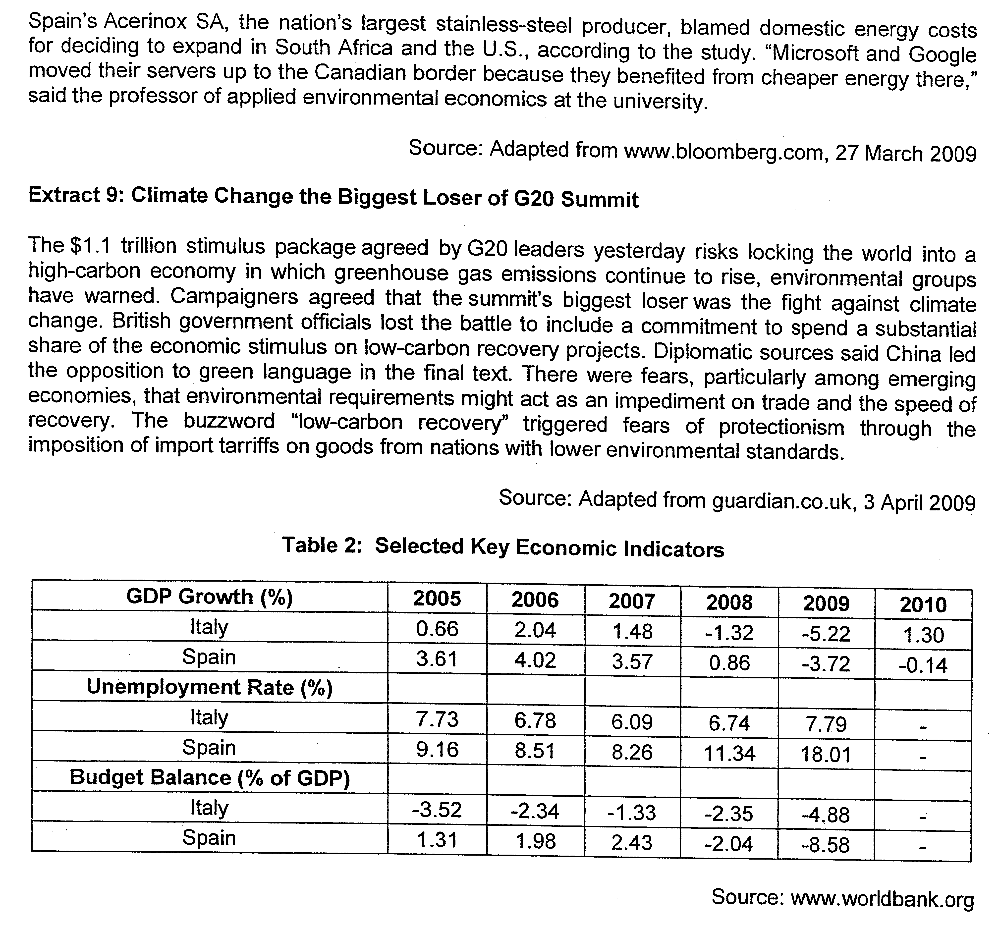 Spain's Acerinox SA, the nation's largest stainless-steel producer, blamed domestic energy costs
for deciding to expand in South Africa and the U.S., according to the study. “Microsoft and Google
moved their servers up to the Canadian border because they benefited from cheaper energy there,”
said the professor of applied environmental economics at the university.
Source: Adapted from www.bloomberg.com, 27 March 2009
Extract 9: Climate Change the Biggest Loser of G20 Summit
The $1.1 trillion stimulus package agreed by G20 leaders yesterday risks locking the world into a
high-carbon economy in which greenhouse gas emissions continue to rise, environmental groups
have warned. Campaigners agreed that the summit's biggest loser was the fight against climate
change. British government officials lost the battle to include a commitment to spend a substantial
share of the economic stimulus on low-carbon recovery projects. Diplomatic sources said China led
the opposition to green language in the final text. There were fears, particularly among emerging
economies, that environmental requirements might act as an impediment on trade and the speed of
recovery. The buzzword “low-carbon recovery” triggered fears of protectionism through the
imposition of import tarriffs on goods from nations with lower environmental standards.
Source: Adapted from guardian.co.uk, 3 April 2009
Table 2: Selected Key Economic Indicators
GDP Growth (%) 2005 2006 2007 2008 2009 2010
Italy 0.66 2.04 1.48 -1.32 -5.22 1.30
Spain 3.61 4.02 3.57 0.86 -3.72 -0.14
Unemployment Rate (%)
Italy 7.73 6.78 6.09 6.74 7.79 -
Spain 9.16 8.51 8.26 11.34 18.01 -
Budget Balance (% of GDP)
Italy -3.52 -2.34 -1.33 -2.35 -4.88 -
Spain 1.31 1.98 2.43 -2.04 -8.58 -
Source: www.worldbank.org